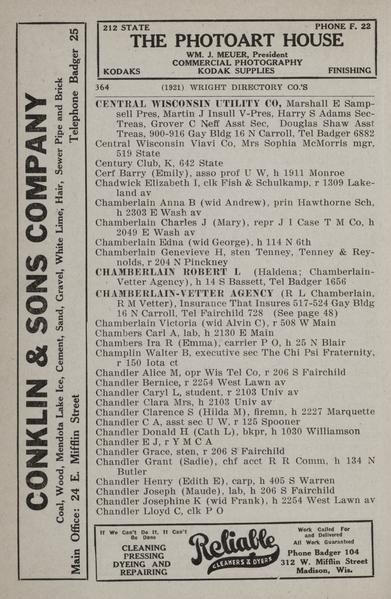 212 STATE PHONE F. 22
THE PHOTOART HOUSE
WM. J. MEUER, President
COMMERCIAL PHOTOGRAPHY
KODAKS KODAK SUPPLIES FINISHING
364 (1921) WRIGHT DIRECTORY CO.'S
CENTRAL WISCONSIN UTILITY CO, Marshall E Samp-
sell Pres, Martin J Insull V-Pres, Harry S Adams Sec-
Treas, Grover C Neff Asst Sec, Douglas Shaw Asst
Treas, 900-916 Gay Bldg 16 N Carroll, Tel Badger 6882
Central Wisconsin Viavi Co, Mrs Sophia McMorris mgr,
519 State
Century Club, K, 642 State
Cerf Barry (Emily), asso prof U W, h 1911 Monroe
Chadwick Elizabeth I, clk Fish & Schulkamp, r 1309 Lake-
land av
Chamberlain Anna B (wid Andrew), prin Hawthorne Sch,
h 2303 E Wash av
Chamberlain Charles J (Mary), repr J I Case T M Co, h
2049 E Wash av
Chamberlain Edna (wid George), h 114 N 6th
Chamberlain Genevieve H, sten Tenney, Tenney & Rey-
nolds, r 204 N Pinckney
CHAMBERLAIN ROBERT L (Haldena; Chamberlain-
Vetter Agency), h 14 S Bassett, Tel Badger 1656
CHAMBERLAIN-VETTER AGENCY (R L Chamberlain,
R M Vetter), Insurance That Insures 517-524 Gay Bldg
16 N Carroll, Tel Fairchild 728 (See page 48)
Chamberlain Victoria (wid Alvin C), r 508 W Main
Chambers Carl A, lab, h 2130 E Main
Chambers Ira R (Emma), carrier P O, h 25 N Blair
Champlin Walter B, executive sec The Chi Psi Fraternity,
r 150 Iota ct
Chandler Alice M, opr Wis Tel Co, r 206 S Fairchild
Chandler Bernice, r 2254 West Lawn av
Chandler Caryl L, student, r 2103 Univ av
Chandler Clara Mrs, h 2103 Univ av
Chandler Clarence S (Hilda M), firemn, h 2227 Marquette
Chandler C A, asst sec U W, r 125 Spooner
Chandler Donald H (Cath L), bkpr, h 1030 Williamson
Chandler E J, r Y M C A
Chandler Grace, sten, r 206 S Fairchild
Chandler Grant (Sadie), chf acct R R Comm, h 134 N
Butler
Chandler Henry (Edith E), carp, h 405 S Warren
Chandler Joseph (Maude), lab, h 206 S Fairchild
Chandler Josephine K (wid Frank), h 2254 West Lawn av
Chandler Lloyd C, clk P O
CONKLIN & SONS COMPANY
Coal, Wood, Mendota Lake Ice, Cement, Sand, Gravel, White Lime, Hair, Sewer Pipe and Brick
Main Office: 24 E. Mifflin Street Telephone Badger 25
If We Can't Do It, It Can't
Be Done
CLEANING
PRESSING
DYEING AND
REPAIRING
Reliable
CLEANERS & DYERS
Work Called For
and Delivered
All Work Guaranteed
Phone Badger 104
312 W. Mifflin Street
Madison, Wis.